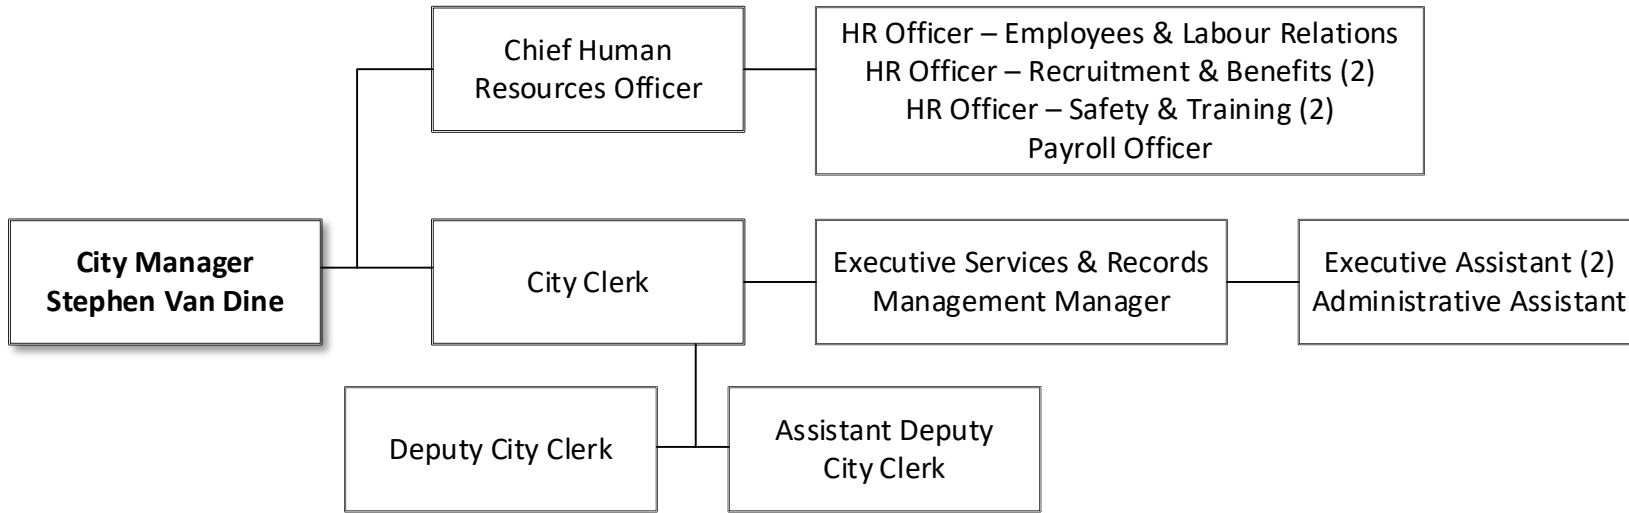 Chief Human
Resources Officer
HR Officer – Employees & Labour Relations
HR Officer – Recruitment & Benefits (2)
HR Officer – Safety & Training (2)
Payroll Officer
City Manager
Stephen Van Dine
City Clerk
Executive Services & Records
Management Manager
Executive Assistant (2)
Administrative Assistant
Deputy City Clerk
Assistant Deputy
City Clerk